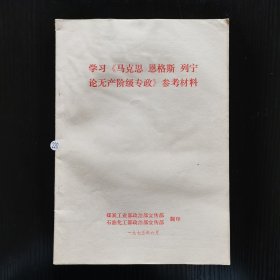 学习《马克思 恩格斯 列宁
论无产阶级专政》参考材料
煤炭工业部政治部宣传部
石油化工部政治部宣传部 翻印
一九七五年六月